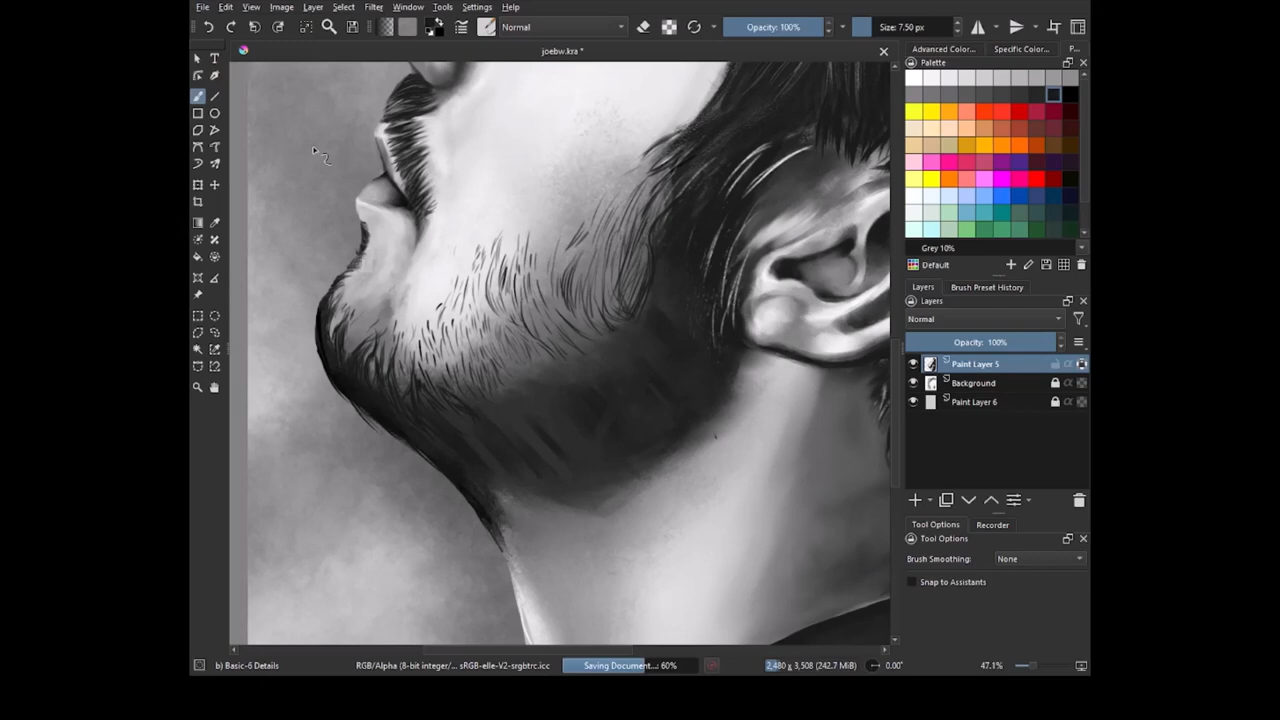 File Edit View Image Layer Select Filter Tools Settings Window Help
Normal
Opacity: 100%
Size: 7.50 px
joebw.kra *
Advanced Color...
Specific Color...
P...
Palette
Grey 10%
Default
Layers
Brush Preset History
Layers
Normal
Opacity: 100%
Paint Layer 5
Background
Paint Layer 6
Tool Options
Recorder
Tool Options
Brush Smoothing:
None
Snap to Assistants
b) Basic-6 Details
RGB/Alpha (8-bit integer/... sRGB-elle-V2-srgbtrc.icc
Saving Document...: 60%
2,480 x 3,508 (242.7 MiB)
0.00°
47.1%